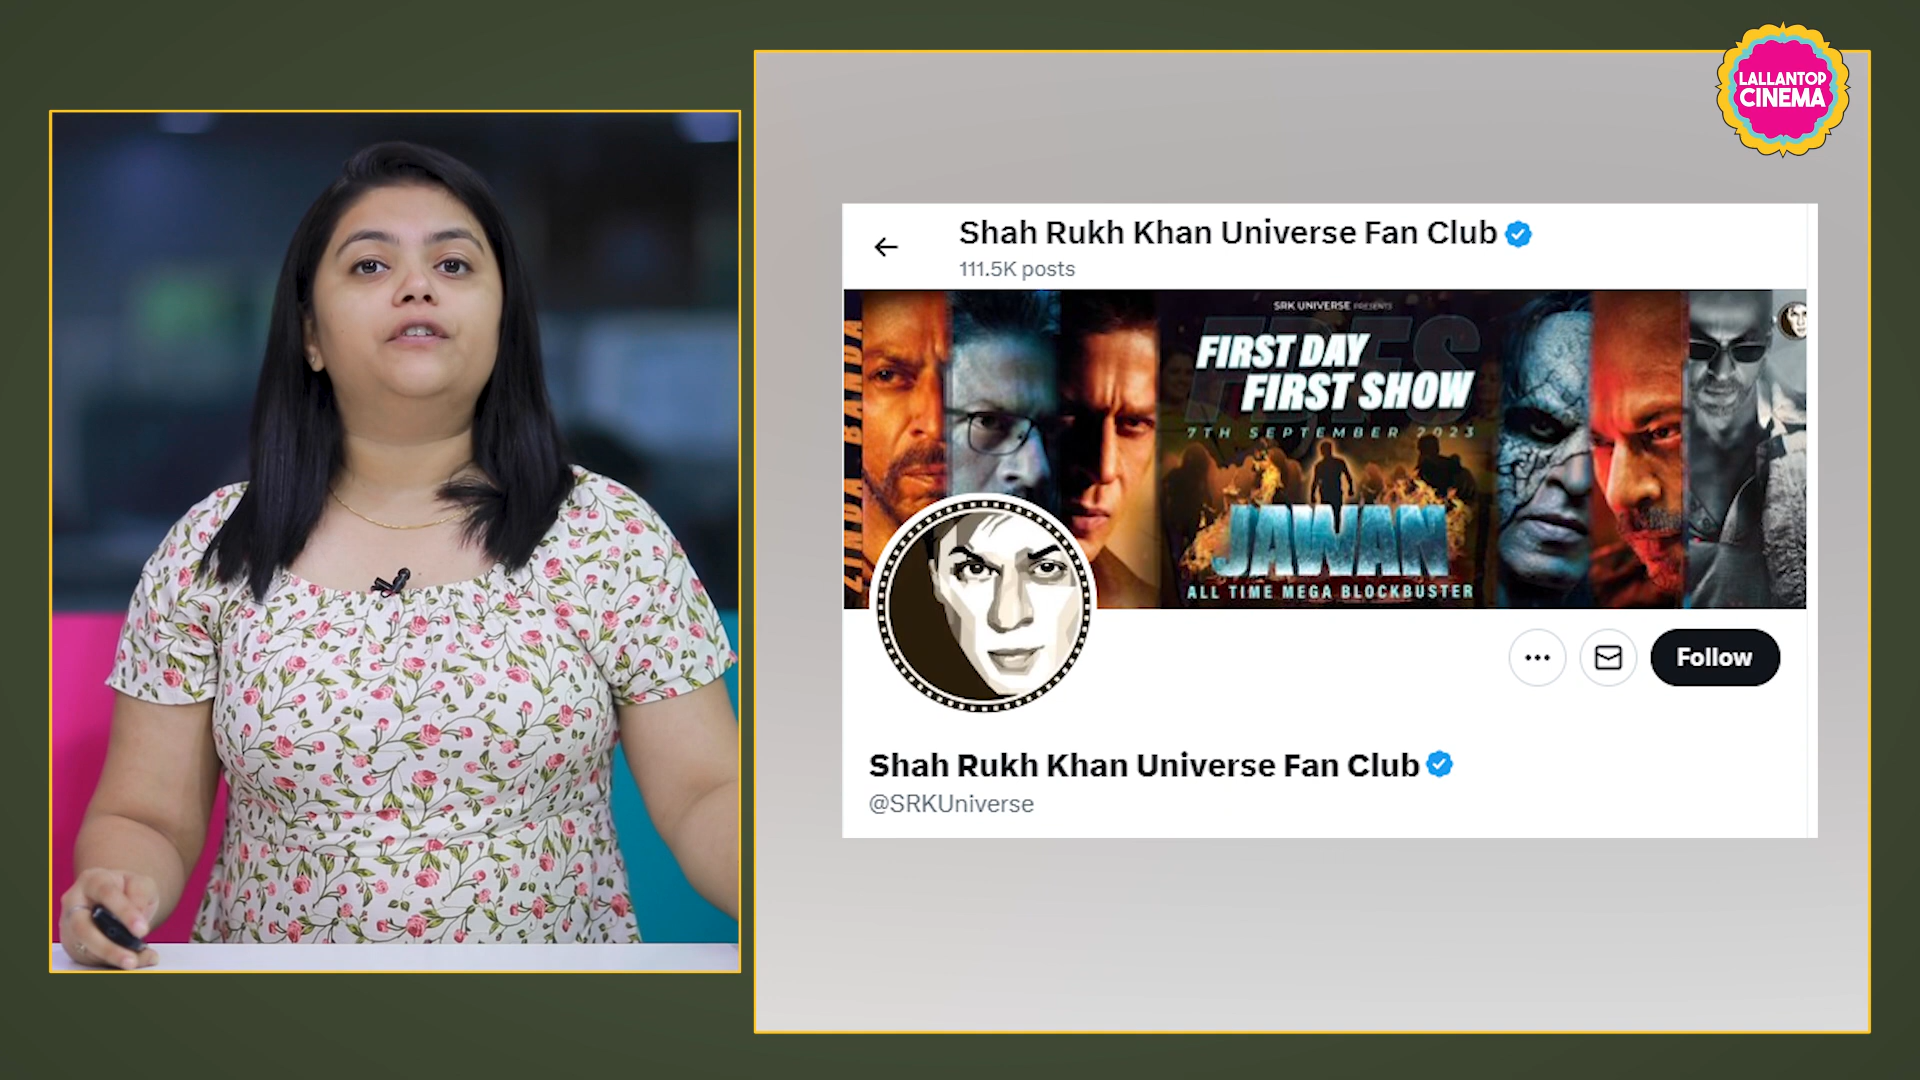 LALLANTOP
CINEMA
Shah Rukh Khan Universe Fan Club
111.5K posts
SRK UNIVERSE PRESENTS
FIRST DAY
FIRST SHOW
7TH SEPTEMBER 2023
JAWAN
ALL TIME MEGA BLOCKBUSTER
ZINDA BANDA
Follow
Shah Rukh Khan Universe Fan Club
@SRKUniverse